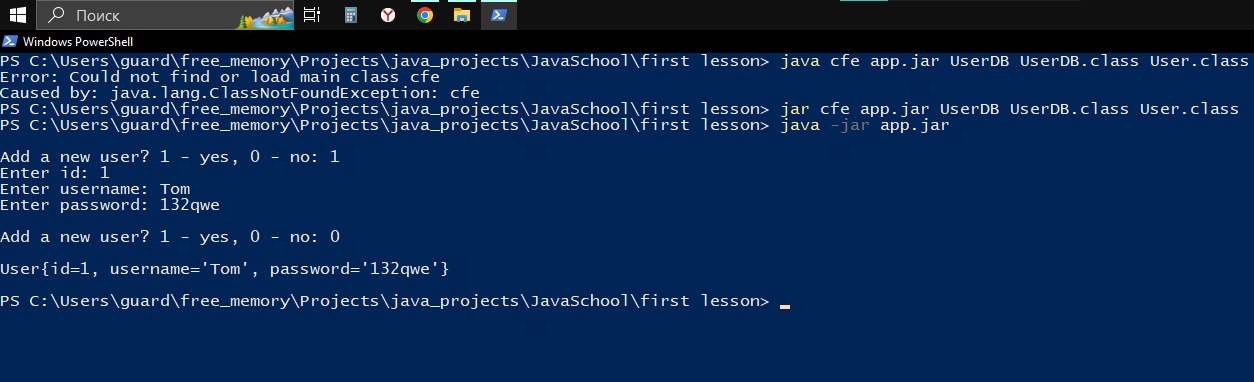 Поиск
Windows PowerShell
PS C:\Users\guard\free_memory\Projects\java_projects\JavaSchool\first lesson> java cfe app.jar UserDB UserDB.class User.class
Error: Could not find or load main class cfe
Caused by: java.lang.ClassNotFoundException: cfe
PS C:\Users\guard\free_memory\Projects\java_projects\JavaSchool\first lesson> jar cfe app.jar UserDB UserDB.class User.class
PS C:\Users\guard\free_memory\Projects\java_projects\JavaSchool\first lesson> java -jar app.jar
Add a new user? 1 - yes, 0 - no: 1
Enter id: 1
Enter username: Tom
Enter password: 132qwe
Add a new user? 1 - yes, 0 - no: 0
User{id=1, username='Tom', password='132qwe'}
PS C:\Users\guard\free_memory\Projects\java_projects\JavaSchool\first lesson>